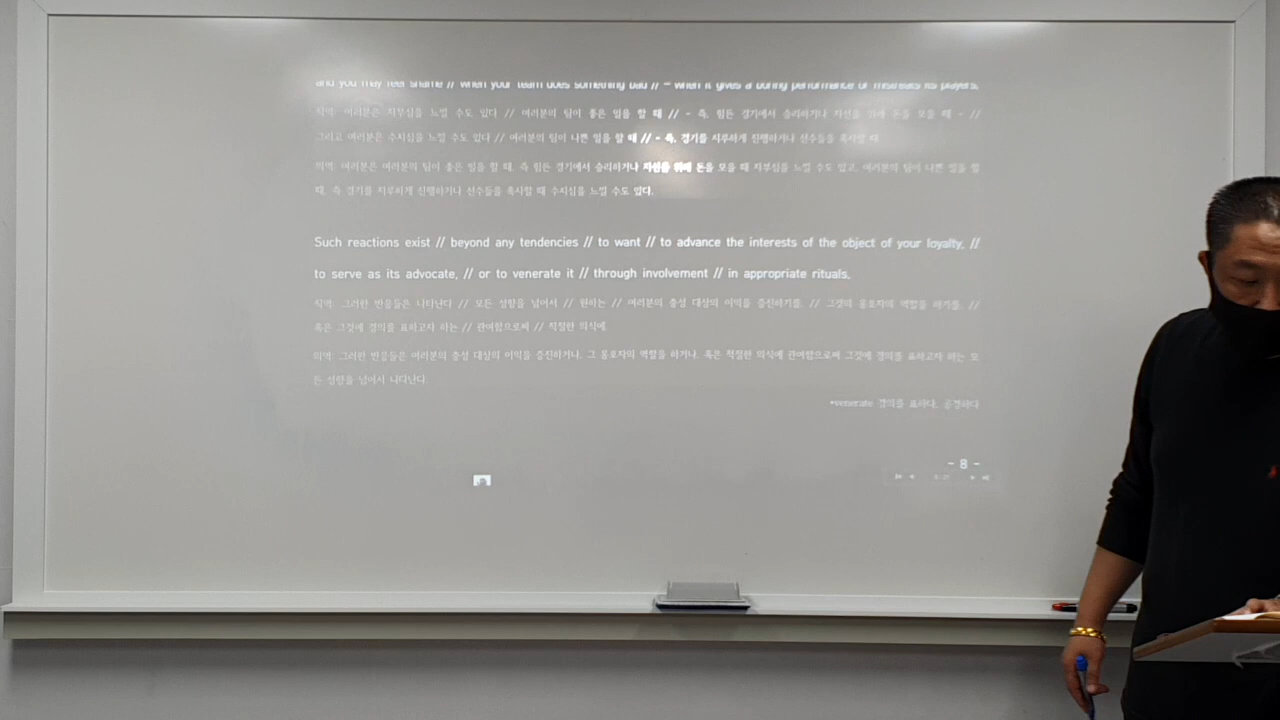 and you may feel shame // when your team does something bad // – when it gives a boring performance or mistreats its players.
직역: 여러분은 자부심을 느낄 수도 있다 // 여러분의 팀이 좋은 일을 할 때 // - 즉, 힘든 경기에서 승리하거나 자선을 위해 돈을 모을 때 - //
그리고 여러분은 수치심을 느낄 수도 있다 // 여러분의 팀이 나쁜 일을 할 때 // - 즉, 경기를 지루하게 진행하거나 선수들을 혹사할 때.
의역: 여러분은 여러분의 팀이 좋은 일을 할 때, 즉 힘든 경기에서 승리하거나 자선을 위해 돈을 모을 때 자부심을 느낄 수도 있고, 여러분의 팀이 나쁜 일을 할
때, 즉 경기를 지루하게 진행하거나 선수들을 혹사할 때 수치심을 느낄 수도 있다.
Such reactions exist // beyond any tendencies // to want // to advance the interests of the object of your loyalty, //
to serve as its advocate, // or to venerate it // through involvement // in appropriate rituals.
직역: 그러한 반응들은 나타난다 // 모든 성향을 넘어서 // 원하는 // 여러분의 충성 대상의 이익을 증진하기를, // 그것의 옹호자의 역할을 하기를, //
혹은 그것에 경의를 표하고자 하는 // 관여함으로써 // 적절한 의식에.
의역: 그러한 반응들은 여러분의 충성 대상의 이익을 증진하거나, 그 옹호자의 역할을 하거나, 혹은 적절한 의식에 관여함으로써 그것에 경의를 표하고자 하는 모
든 성향을 넘어서 나타난다.
•venerate 경의를 표하다, 공경하다
- 8 -